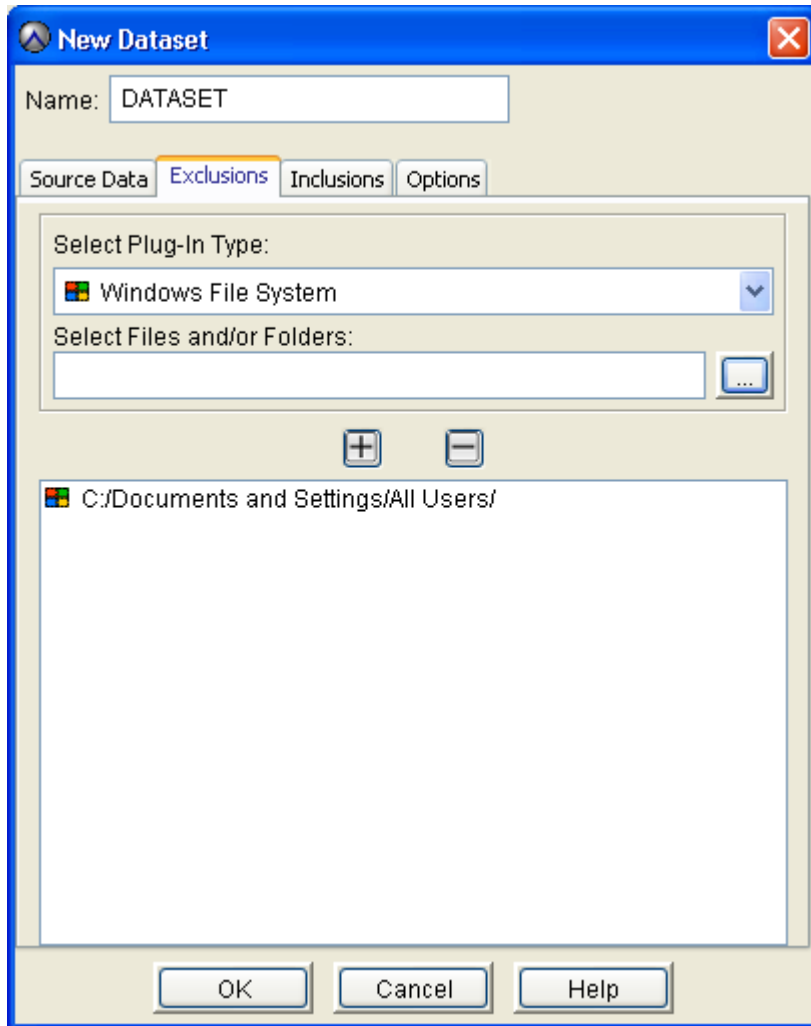 New Dataset
Name: DATASET
Source Data Exclusions Inclusions Options
Select Plug-In Type:
Windows File System
Select Files and/or Folders:
...
C:/Documents and Settings/All Users/
OK Cancel Help